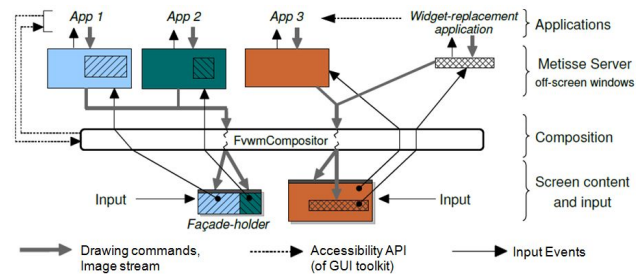 App 1 App 2 App 3 Widget-replacement
application
Applications
Metisse Server
off-screen windows
FvwmCompositor
Composition
Input
Input
Screen content
and input
Façade-holder
Drawing commands,
Image stream
Accessibility API
(of GUI toolkit)
Input Events